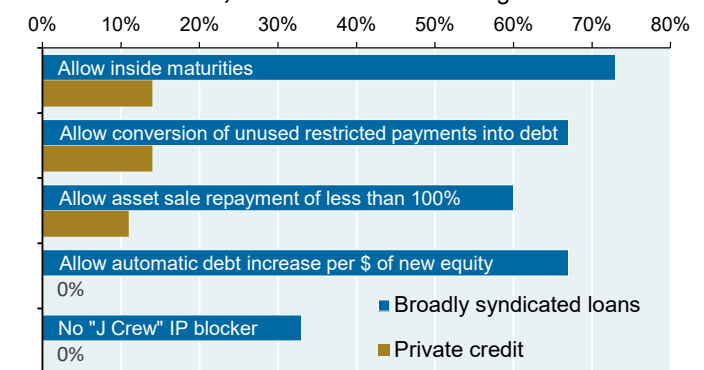 0% 10% 20% 30% 40% 50% 60% 70% 80%
Allow inside maturities
Allow conversion of unused restricted payments into debt
Allow asset sale repayment of less than 100%
Allow automatic debt increase per $ of new equity
0%
Broadly syndicated loans
No "J Crew" IP blocker
0%
Private credit